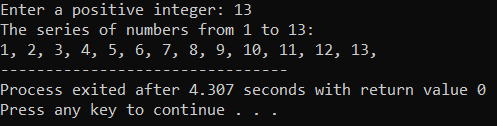 Enter a positive integer: 13
The series of numbers from 1 to 13:
1, 2, 3, 4, 5, 6, 7, 8, 9, 10, 11, 12, 13,
--------------------------------
Process exited after 4.307 seconds with return value 0
Press any key to continue . . .